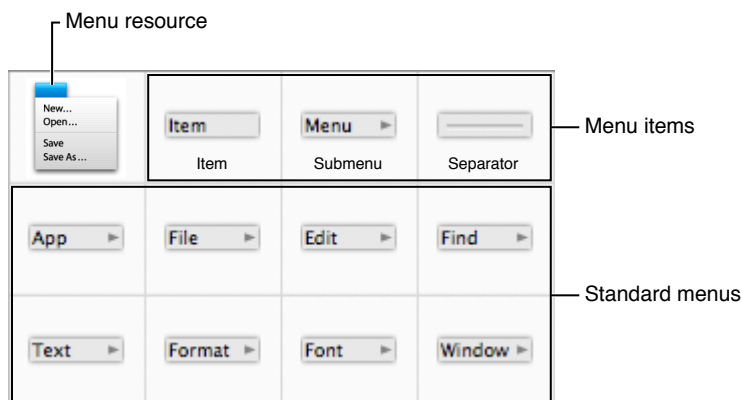 Menu resource
New...
Open...
Save
Save As...
Item
Menu
Menu items
Item
Submenu
Separator
App
File
Edit
Find
Standard menus
Text
Format
Font
Window